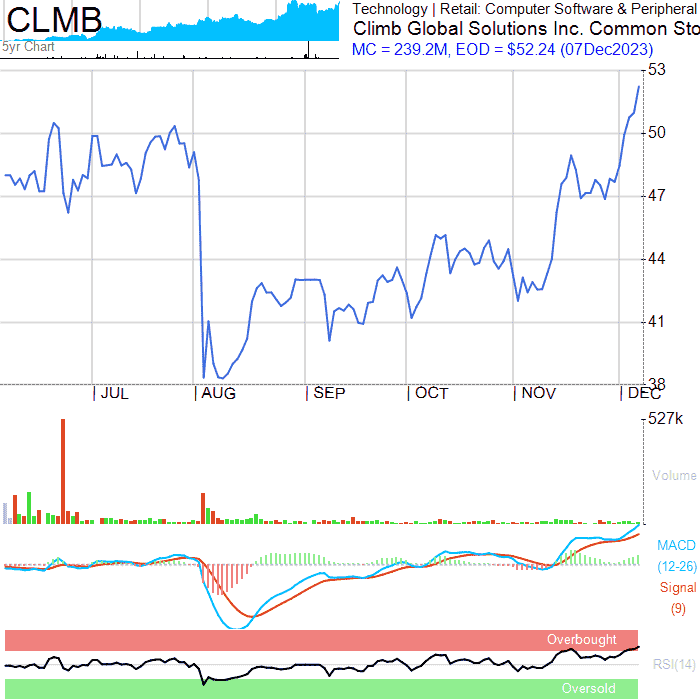 CLMB
5yr Chart
Technology | Retail: Computer Software & Peripheral
Climb Global Solutions Inc. Common Sto
MC = 239.2M, EOD = $52.24 (07Dec2023)
53
50
47
44
41
38
JUL AUG SEP OCT NOV DEC
527k
Volume
MACD
(12-26)
Signal
(9)
Overbought
RSI(14)
Oversold